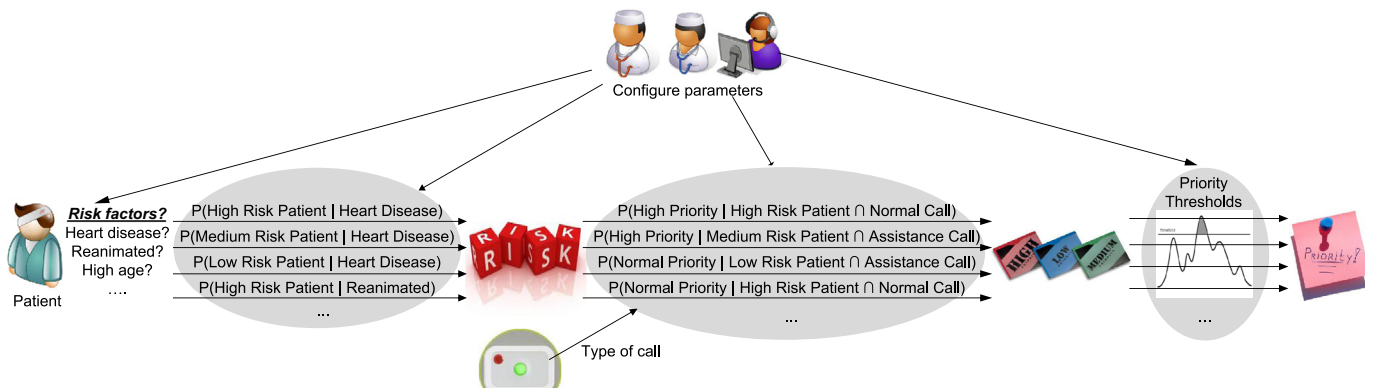 Configure parameters
Risk factors?
Heart disease?
Reanimated?
High age?
....
Patient
P(High Risk Patient | Heart Disease)
P(Medium Risk Patient | Heart Disease)
P(Low Risk Patient | Heart Disease)
P(High Risk Patient | Reanimated)
...
RISK
RISK
Type of call
P(High Priority | High Risk Patient ∩ Normal Call)
P(High Priority | Medium Risk Patient ∩ Assistance Call)
P(Normal Priority | Low Risk Patient ∩ Assistance Call)
P(Normal Priority | High Risk Patient ∩ Normal Call)
...
HIGH
LOW
MEDIUM
Priority
Thresholds
...
PRIORITY?